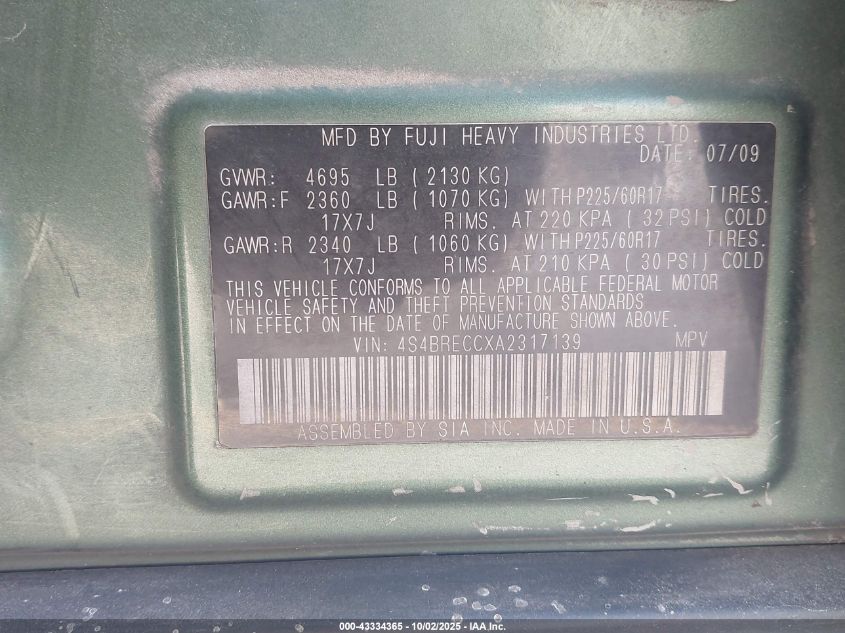 MFD BY FUJI HEAVY INDUSTRIES LTD.
DATE: 07/09
GVWR: 4695 LB ( 2130 KG)
GAWR:F 2360 LB ( 1070 KG) WITH P225/60R17 TIRES.
17X7J RIMS. AT 220 KPA ( 32 PSI) COLD
GAWR:R 2340 LB ( 1060 KG) WITH P225/60R17 TIRES.
17X7J RIMS. AT 210 KPA ( 30 PSI) COLD
THIS VEHICLE CONFORMS TO ALL APPLICABLE FEDERAL MOTOR
VEHICLE SAFETY AND THEFT PREVENTION STANDARDS
IN EFFECT ON THE DATE OF MANUFACTURE SHOWN ABOVE.
VIN: 4S4BRECCXA2317139 MPV
ASSEMBLED BY SIA INC. MADE IN U.S.A.
000-43334365 - 10/02/2025 - IAA, Inc.